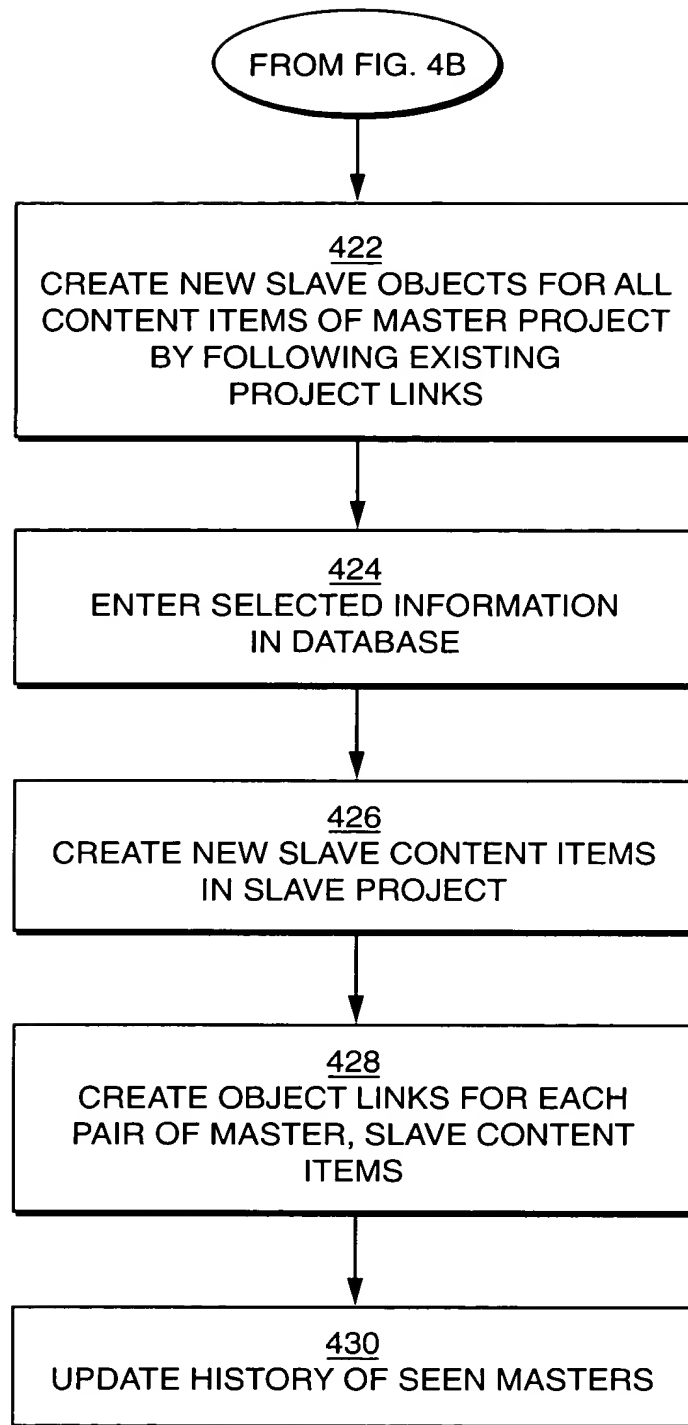 FROM FIG. 4B
422
CREATE NEW SLAVE OBJECTS FOR ALL
CONTENT ITEMS OF MASTER PROJECT
BY FOLLOWING EXISTING
PROJECT LINKS
424
ENTER SELECTED INFORMATION
IN DATABASE
426
CREATE NEW SLAVE CONTENT ITEMS
IN SLAVE PROJECT
428
CREATE OBJECT LINKS FOR EACH
PAIR OF MASTER, SLAVE CONTENT
ITEMS
430
UPDATE HISTORY OF SEEN MASTERS